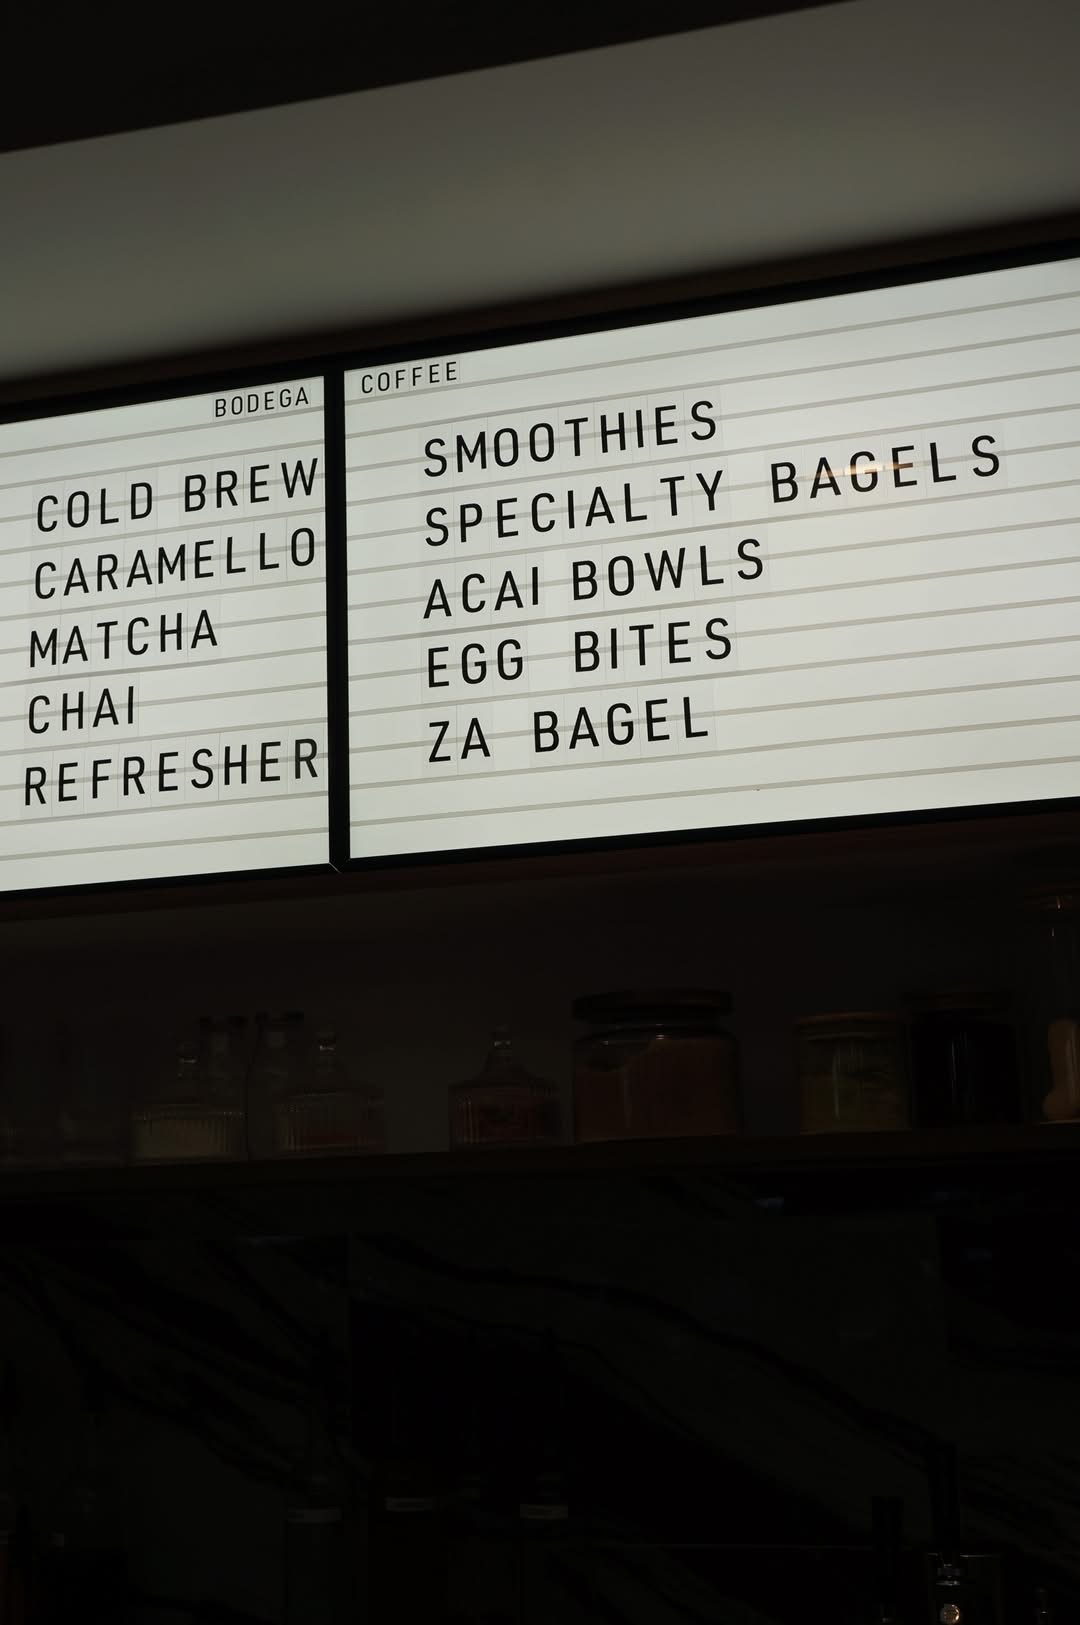 BODEGA COFFEE
COLD BREW
CARAMELLO
MATCHA
CHAI
REFRESHER
SMOOTHIES
SPECIALTY BAGELS
ACAI BOWLS
EGG BITES
ZA BAGEL